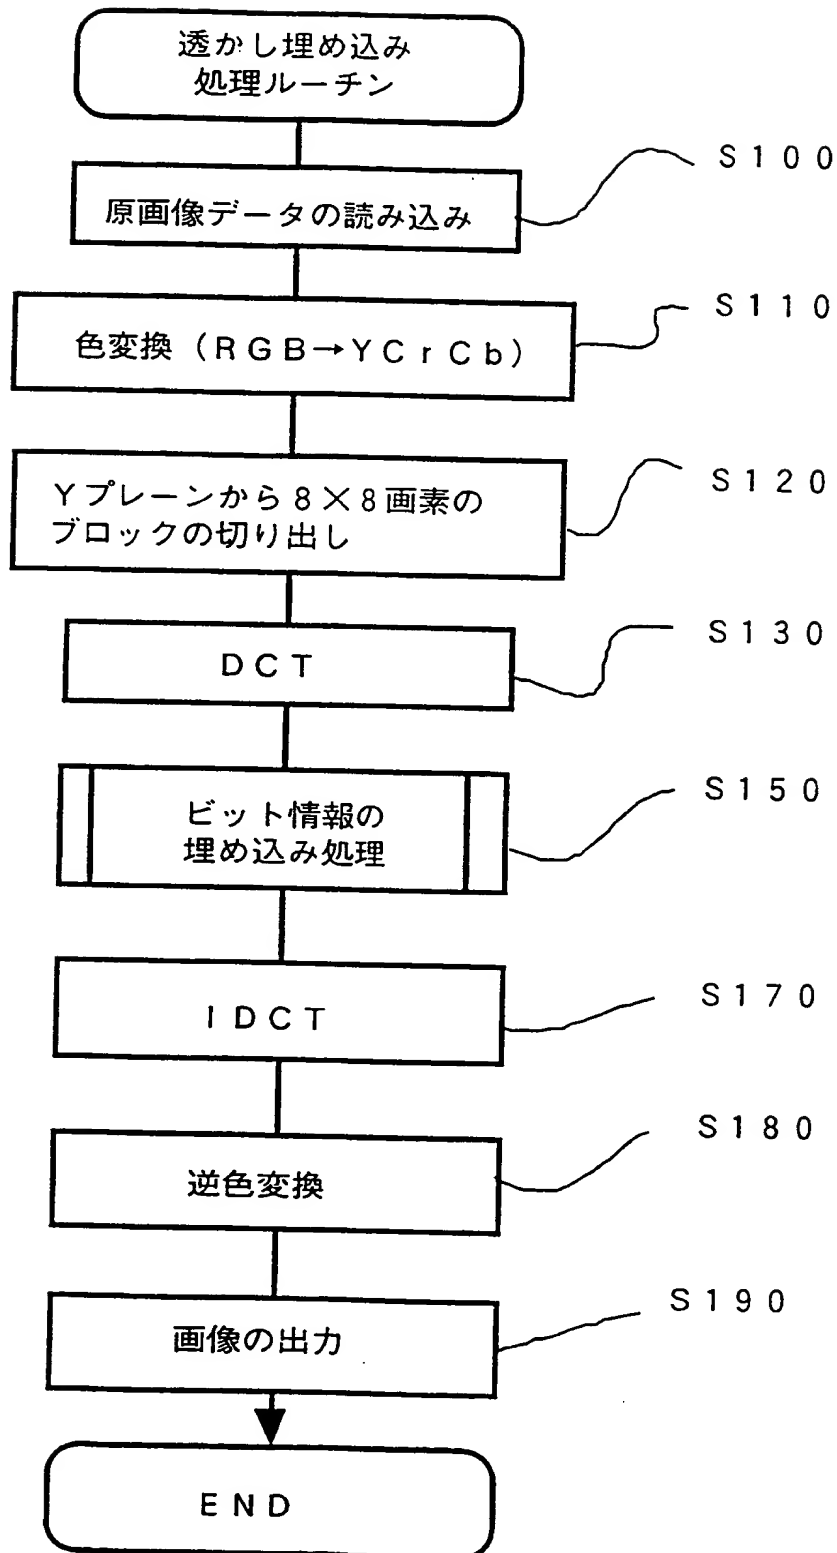 透かし埋め込み
処理ルーチン
S100
原画像データの読み込み
S110
色変換（RGB→YCrCb）
S120
Yプレーンから8×8画素の
ブロックの切り出し
S130
DCT
S150
ビット情報の
埋め込み処理
S170
IDCT
S180
逆色変換
S190
画像の出力
END